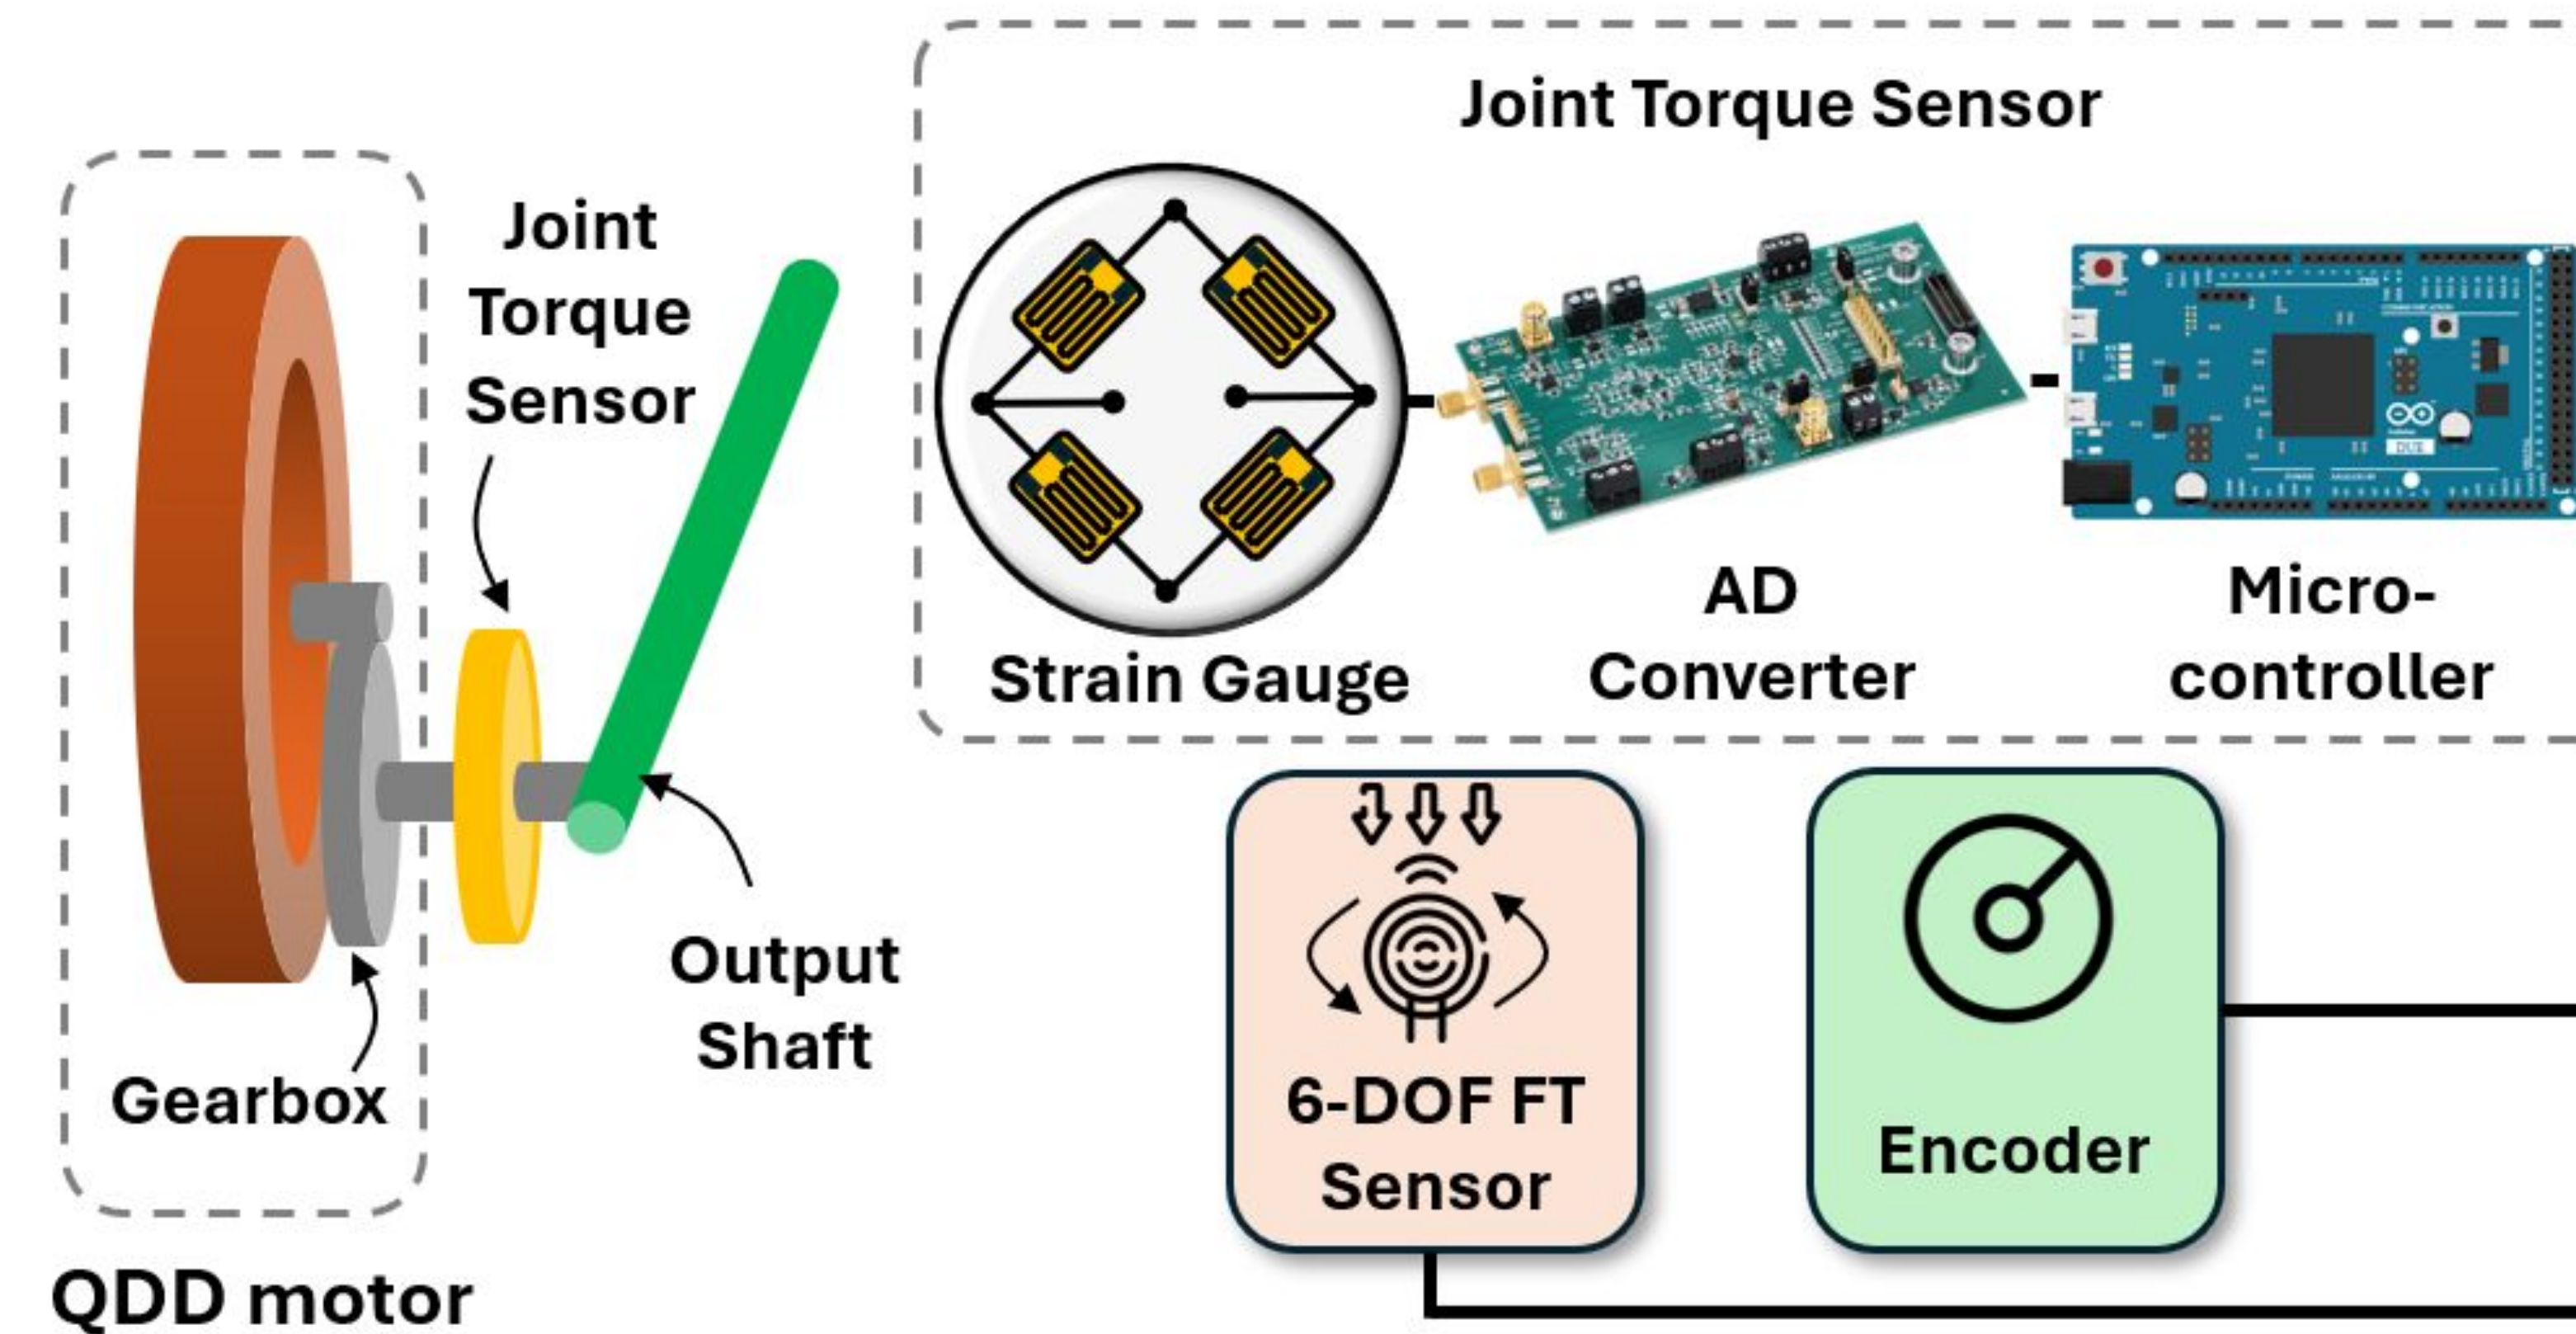 Joint Torque Sensor
Joint
Torque
Sensor
Strain Gauge
AD
Converter
Micro-
controller
DUE
Output
Shaft
Gearbox
QDD motor
6-DOF FT
Sensor
Encoder